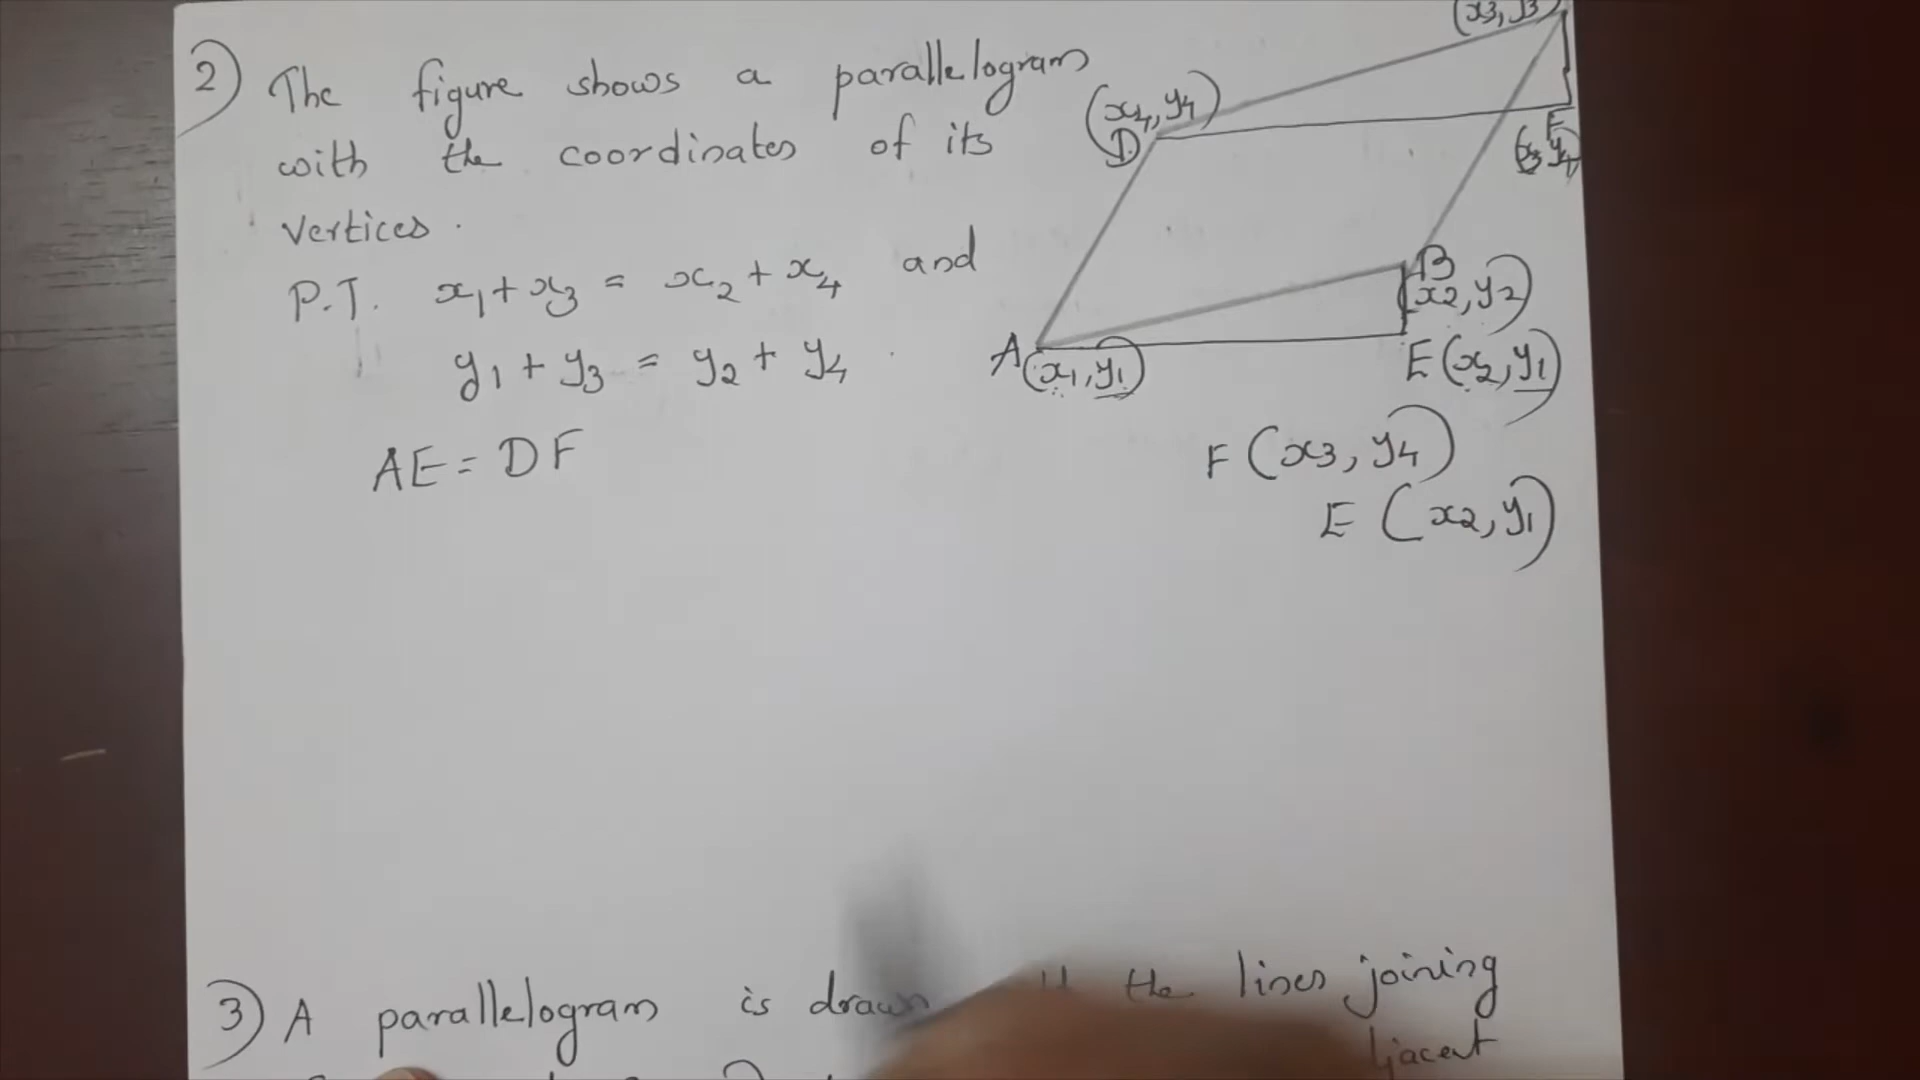 2) The figure shows a parallelogram
with the coordinates of its
vertices.
P.T. x1 + x3 = x2 + x4 and
y1 + y3 = y2 + y4.
AE = DF
(x3, y3)
(x4, y4)
D
F
(x3, y4)
B
(x2, y2)
A (x1, y1)
E (x2, y1)
F (x3, y4)
E (x2, y1)
3) A parallelogram is drawn the lines joining